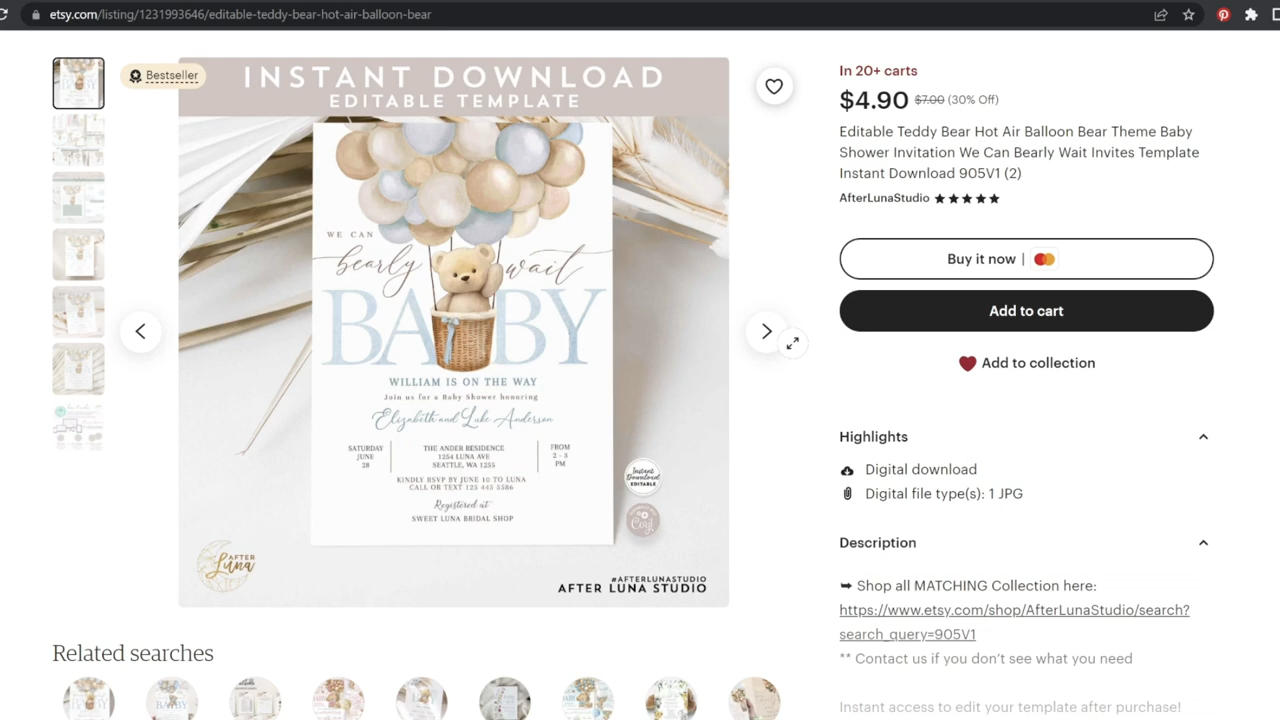 etsy.com/listing/1231993646/editable-teddy-bear-hot-air-balloon-bear
Bestseller
INSTANT DOWNLOAD
EDITABLE TEMPLATE
WE CAN
bearly wait
BABY
WILLIAM IS ON THE WAY
Join us for a Baby Shower honoring
Elizabeth and Luke Anderson
SATURDAY
JUNE
28
THE ANDER RESIDENCE
1254 LUNA AVE
SEATTLE, WA 1255
FROM
2 - 3
PM
KINDLY RSVP BY JUNE 10 TO LUNA
CALL OR TEXT 123 445 5586
Registered at
SWEET LUNA BRIDAL SHOP
Instant
Download
EDITABLE
Corjl
AFTER
Luna
#AFTERLUNASTUDIO
AFTER LUNA STUDIO
In 20+ carts
$4.90 $7.00 (30% Off)
Editable Teddy Bear Hot Air Balloon Bear Theme Baby
Shower Invitation We Can Bearly Wait Invites Template
Instant Download 905V1 (2)
AfterLunaStudio
Buy it now |
Add to cart
Add to collection
Highlights
Digital download
Digital file type(s): 1 JPG
Description
➥ Shop all MATCHING Collection here:
https://www.etsy.com/shop/AfterLunaStudio/search?
search_query=905V1
** Contact us if you don't see what you need
Instant access to edit your template after purchase!
Related searches